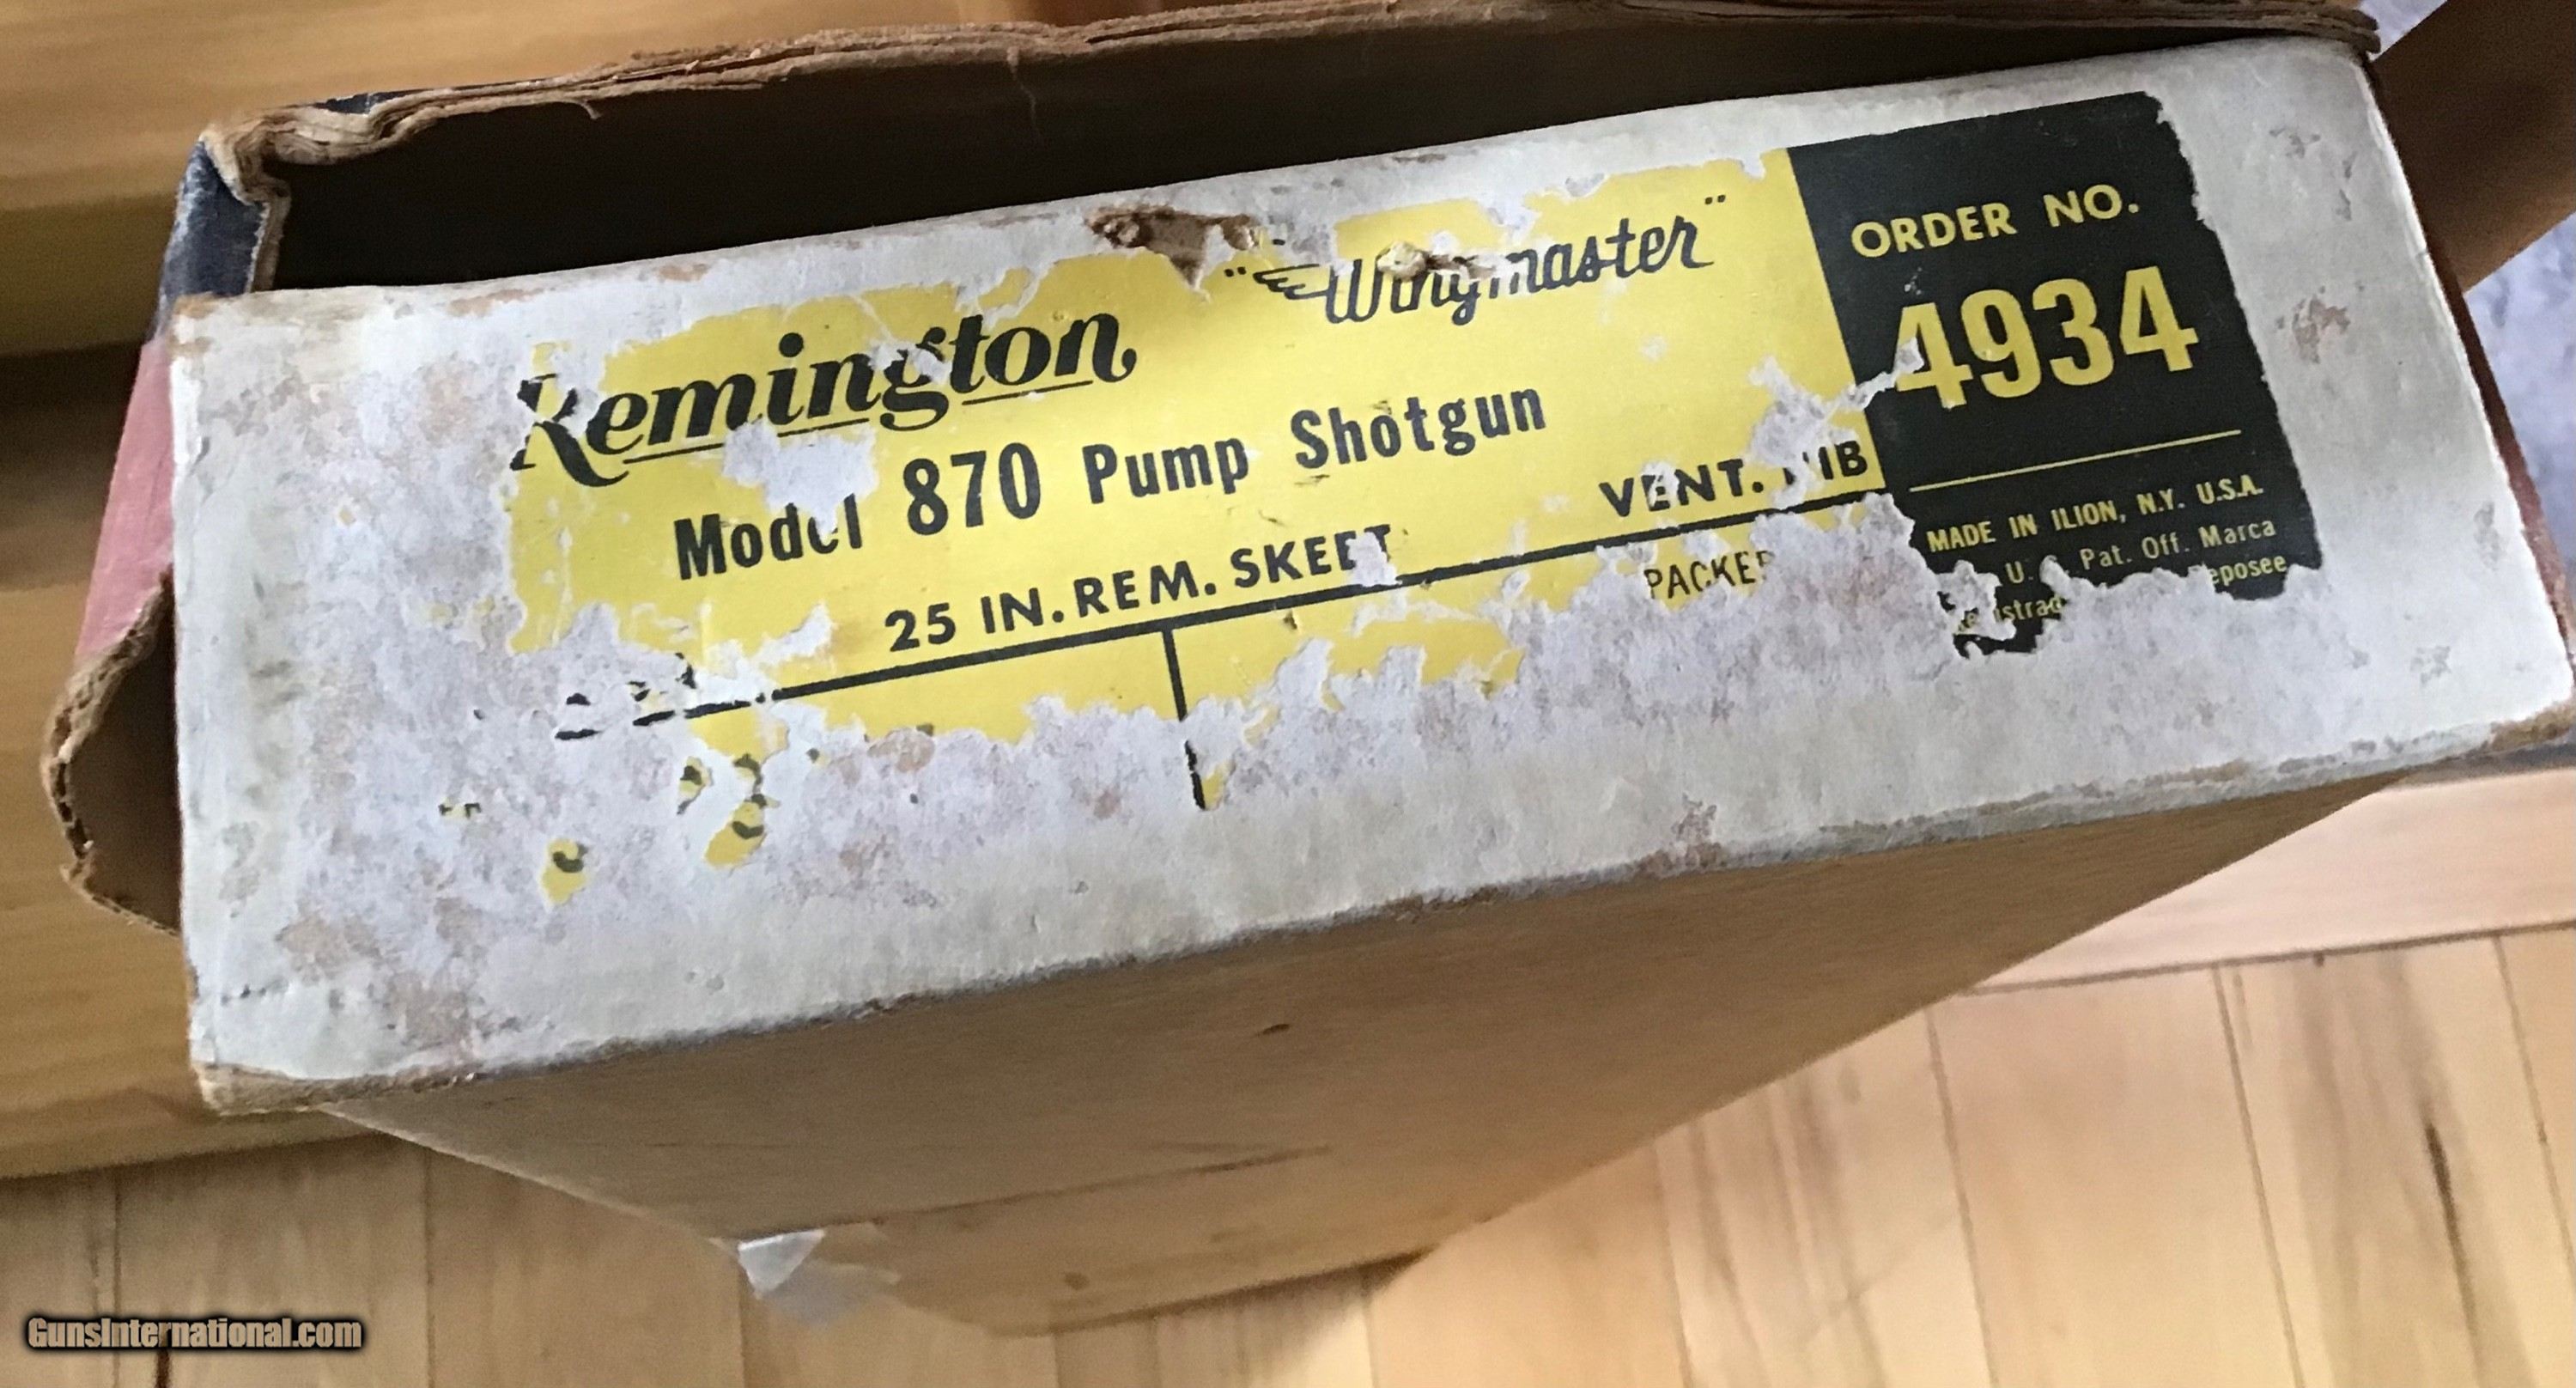 Remington "Wingmaster"
Model 870 Pump Shotgun
25 IN. REM. SKEET VENT.
ORDER NO.
4934
MADE IN ILION, N.Y. U.S.A.
U. Pat. Off. Marca
GunsInternational.com